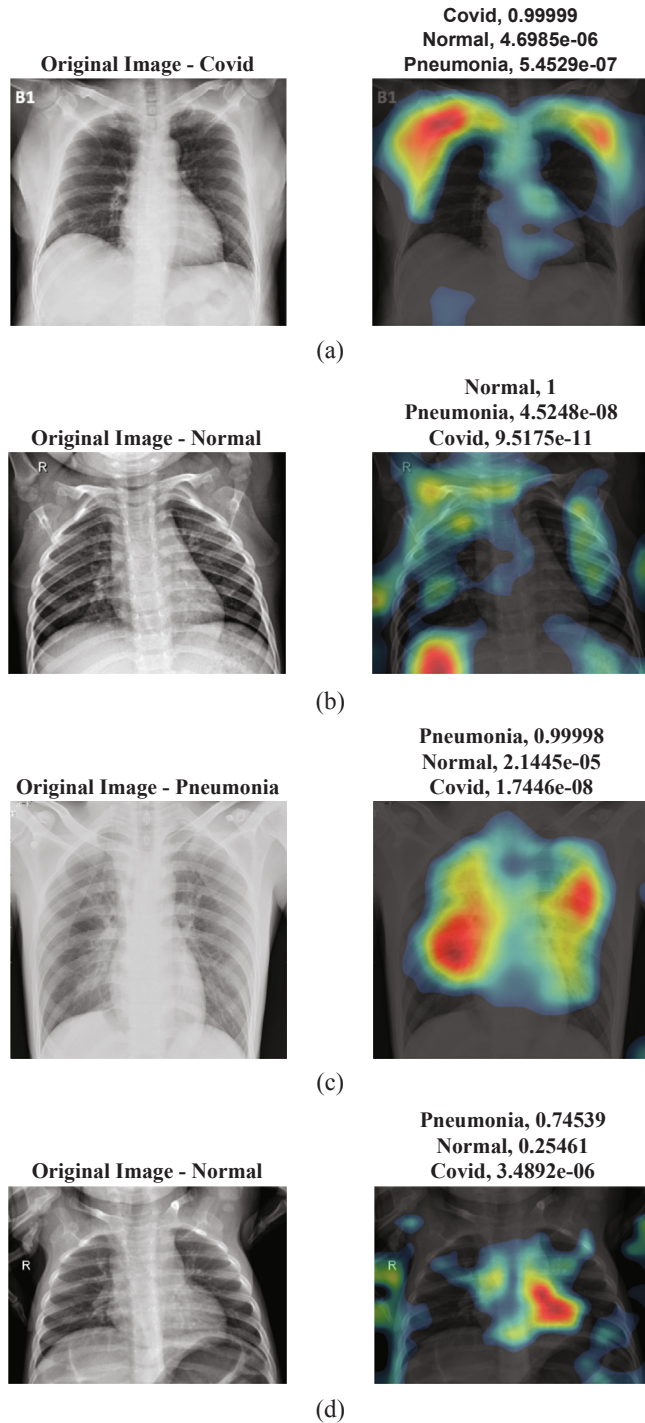 Original Image - Covid
Covid, 0.99999
Normal, 4.6985e-06
Pneumonia, 5.4529e-07
B1
B1
(a)
Original Image - Normal
Normal, 1
Pneumonia, 4.5248e-08
Covid, 9.5175e-11
R
R
(b)
Original Image - Pneumonia
Pneumonia, 0.99998
Normal, 2.1445e-05
Covid, 1.7446e-08
(c)
Original Image - Normal
Pneumonia, 0.74539
Normal, 0.25461
Covid, 3.4892e-06
R
R
(d)